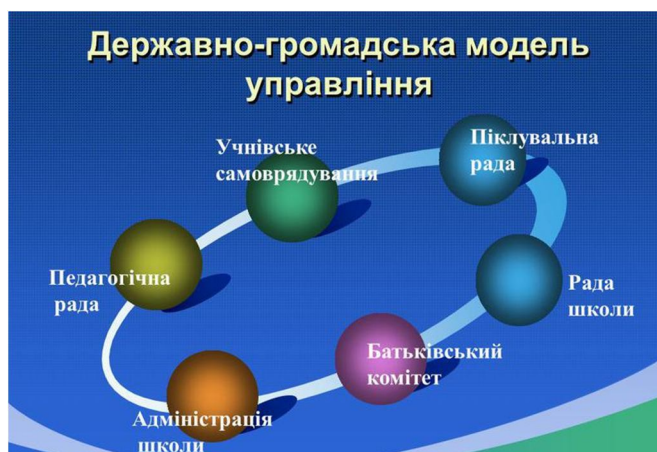 Державно-громадська модель
управління
Учнівське
самоврядування
Піклувальна
рада
Педагогічна
рада
Рада
школи
Батьківський
комітет
Адміністрація
школи